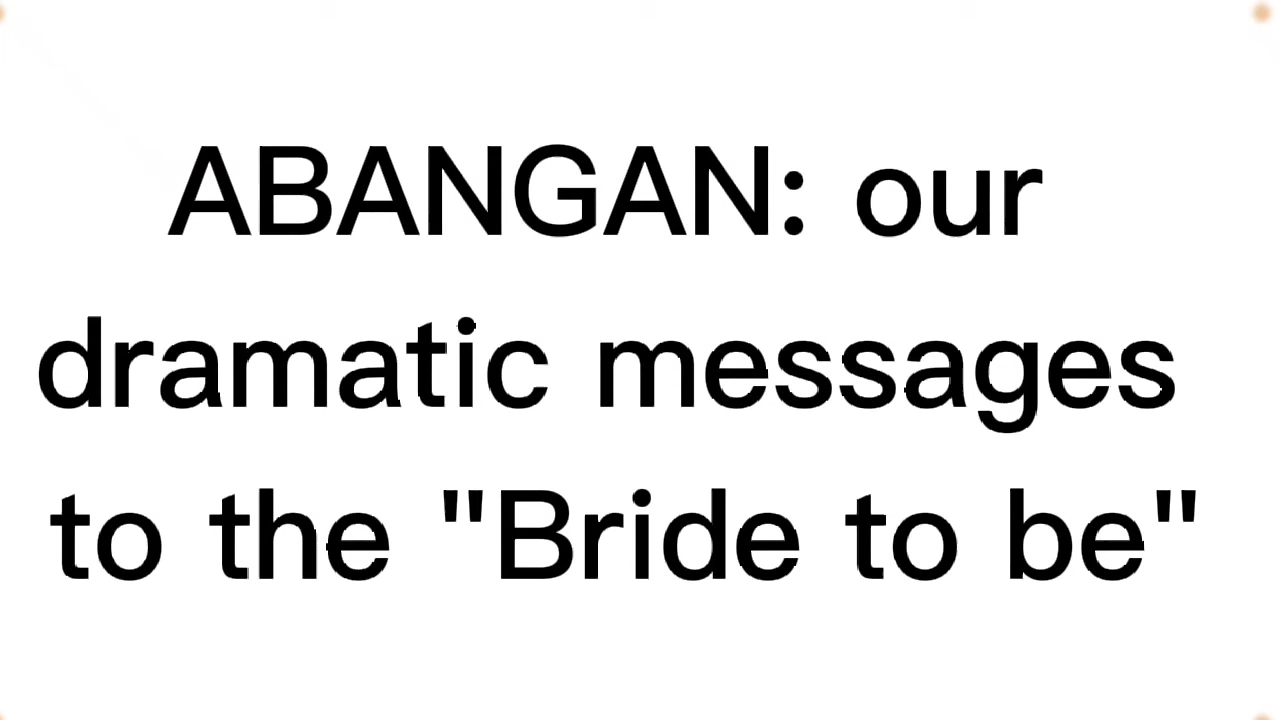 ABANGAN: our
dramatic messages
to the "Bride to be"